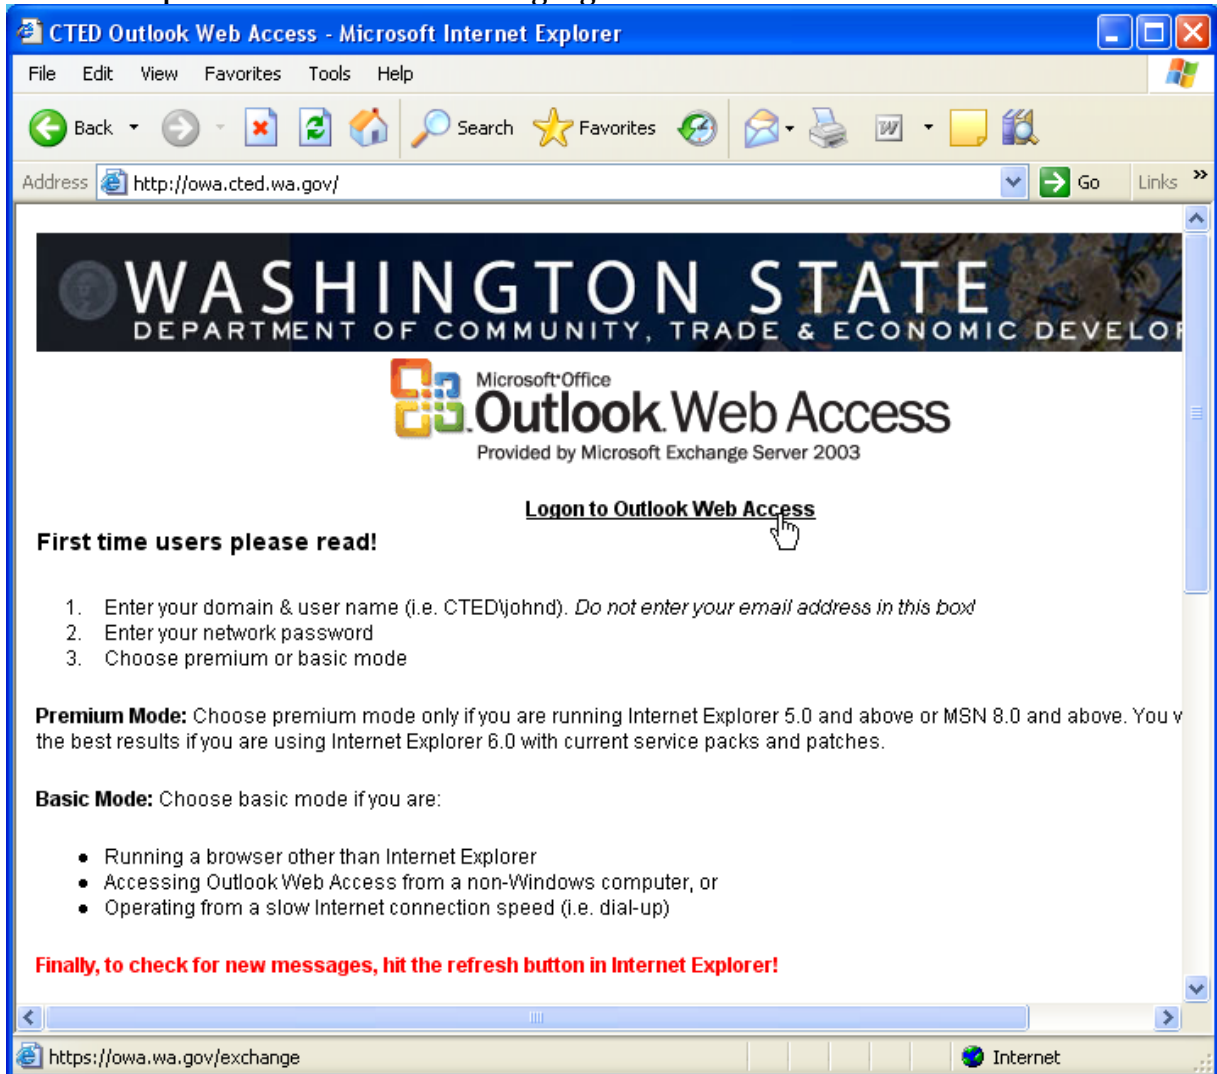 CTED Outlook Web Access - Microsoft Internet Explorer
File Edit View Favorites Tools Help
Back Search Favorites
Address http://owa.cted.wa.gov/ Go Links »
WASHINGTON STATE
DEPARTMENT OF COMMUNITY, TRADE & ECONOMIC DEVELO
Microsoft Office
Outlook Web Access
Provided by Microsoft Exchange Server 2003
Logon to Outlook Web Access
First time users please read!
1. Enter your domain & user name (i.e. CTED\johnd). Do not enter your email address in this box!
2. Enter your network password
3. Choose premium or basic mode
Premium Mode: Choose premium mode only if you are running Internet Explorer 5.0 and above or MSN 8.0 and above. You
the best results if you are using Internet Explorer 6.0 with current service packs and patches.
Basic Mode: Choose basic mode if you are:
● Running a browser other than Internet Explorer
● Accessing Outlook Web Access from a non-Windows computer, or
● Operating from a slow Internet connection speed (i.e. dial-up)
Finally, to check for new messages, hit the refresh button in Internet Explorer!
https://owa.wa.gov/exchange Internet